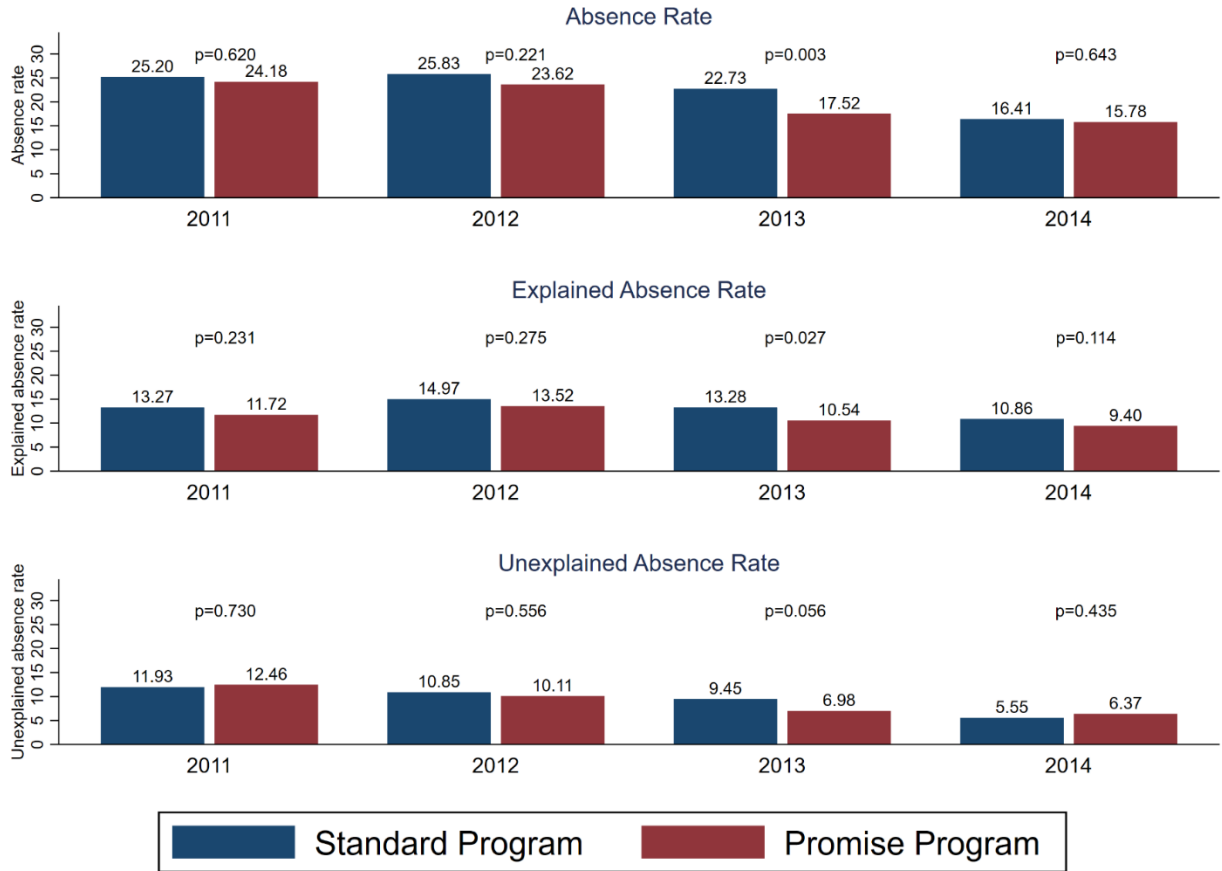 Absence Rate
Absence rate
0 5 10 15 20 25 30
p=0.620 p=0.221 p=0.003 p=0.643
25.20 24.18 25.83 23.62 22.73 17.52 16.41 15.78
2011 2012 2013 2014
Explained Absence Rate
Explained absence rate
0 5 10 15 20 25 30
p=0.231 p=0.275 p=0.027 p=0.114
13.27 11.72 14.97 13.52 13.28 10.54 10.86 9.40
2011 2012 2013 2014
Unexplained Absence Rate
Unexplained absence rate
0 5 10 15 20 25 30
p=0.730 p=0.556 p=0.056 p=0.435
11.93 12.46 10.85 10.11 9.45 6.98 5.55 6.37
2011 2012 2013 2014
Standard Program Promise Program